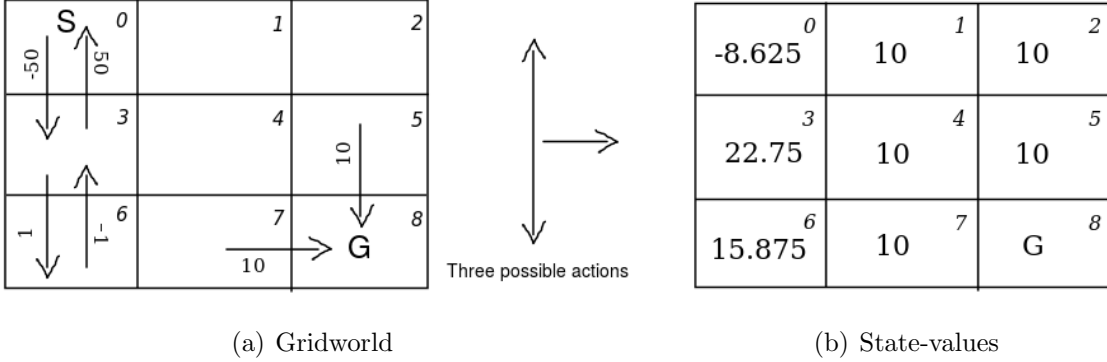 S 0 1 2
-50 50
3 4 5
10
6 7 8
1 -1 10 G
Three possible actions
0 1 2
-8.625 10 10
3 4 5
22.75 10 10
6 7 8
15.875 10 G
(a) Gridworld
(b) State-values